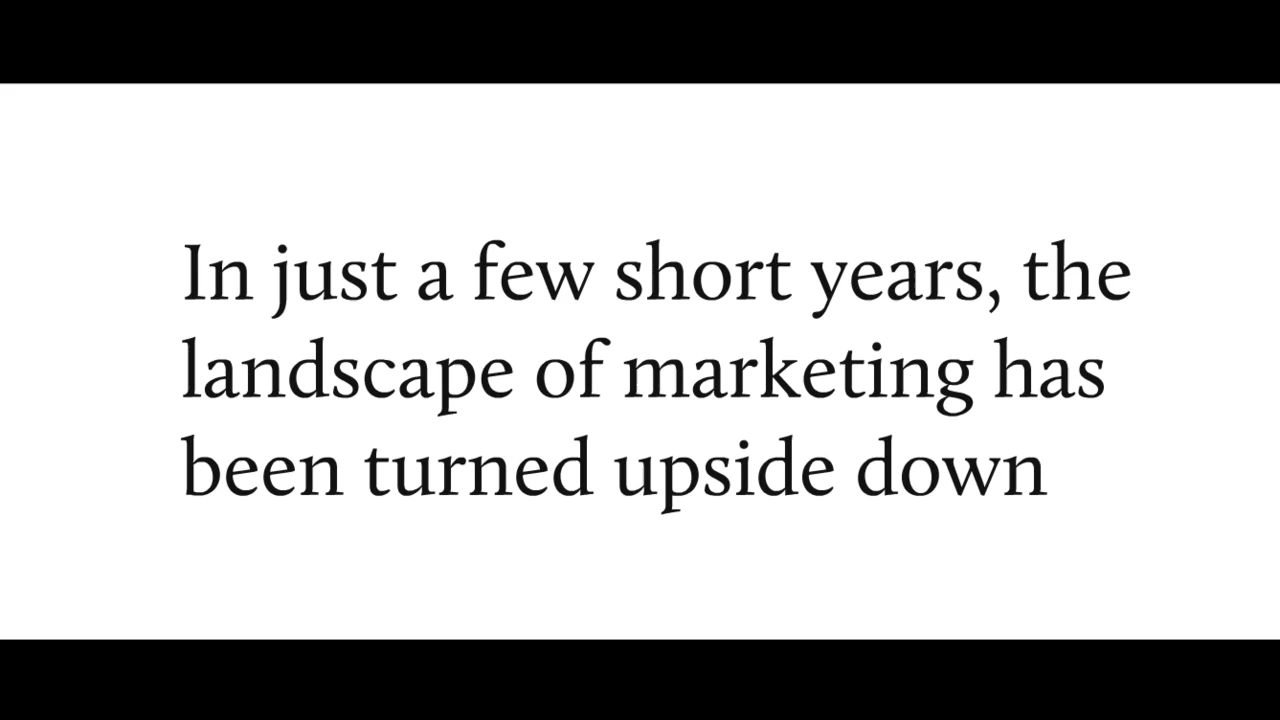 In just a few short years, the
landscape of marketing has
been turned upside down